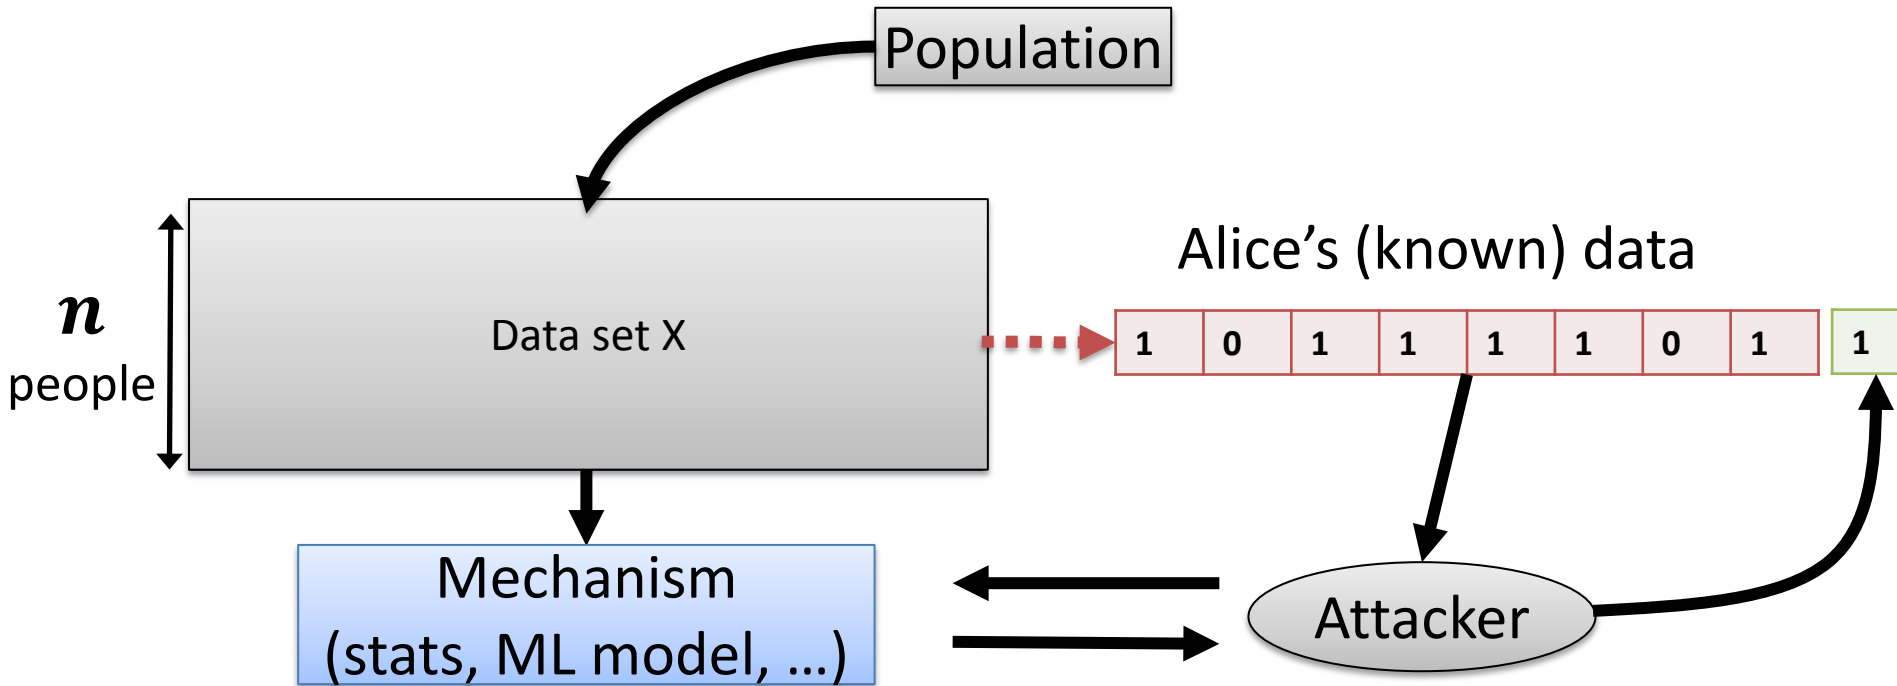 Population
Alice’s (known) data
n
people
Data set X
1 0 1 1 1 1 0 1 1
Mechanism
(stats, ML model, ...)
Attacker